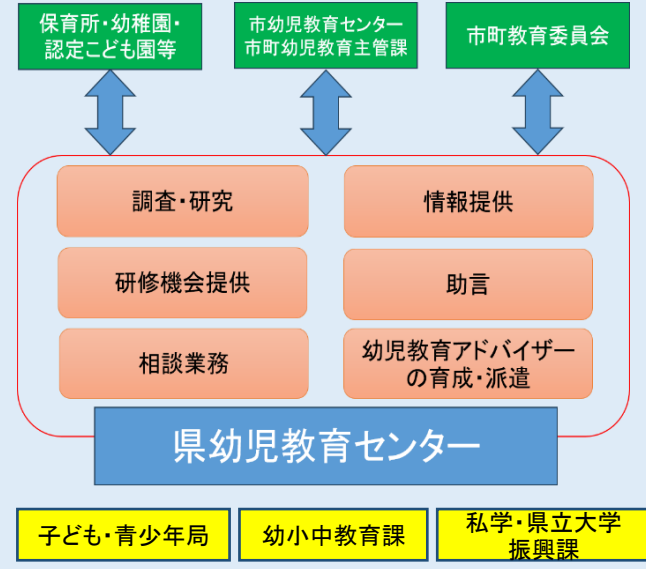 保育所・幼稚園・
認定こども園等
市幼児教育センター
市町幼児教育主管課
市町教育委員会
調査・研究
情報提供
研修機会提供
助言
相談業務
幼児教育アドバイザー
の育成・派遣
県幼児教育センター
子ども・青少年局
幼小中教育課
私学・県立大学
振興課